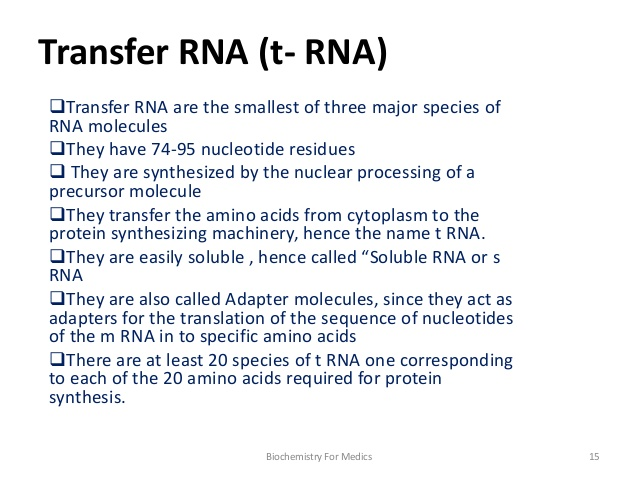 Transfer RNA (t- RNA)
❑Transfer RNA are the smallest of three major species of
RNA molecules
❑They have 74-95 nucleotide residues
❑ They are synthesized by the nuclear processing of a
precursor molecule
❑They transfer the amino acids from cytoplasm to the
protein synthesizing machinery, hence the name t RNA.
❑They are easily soluble , hence called “Soluble RNA or s
RNA
❑They are also called Adapter molecules, since they act as
adapters for the translation of the sequence of nucleotides
of the m RNA in to specific amino acids
❑There are at least 20 species of t RNA one corresponding
to each of the 20 amino acids required for protein
synthesis.
Biochemistry For Medics
15